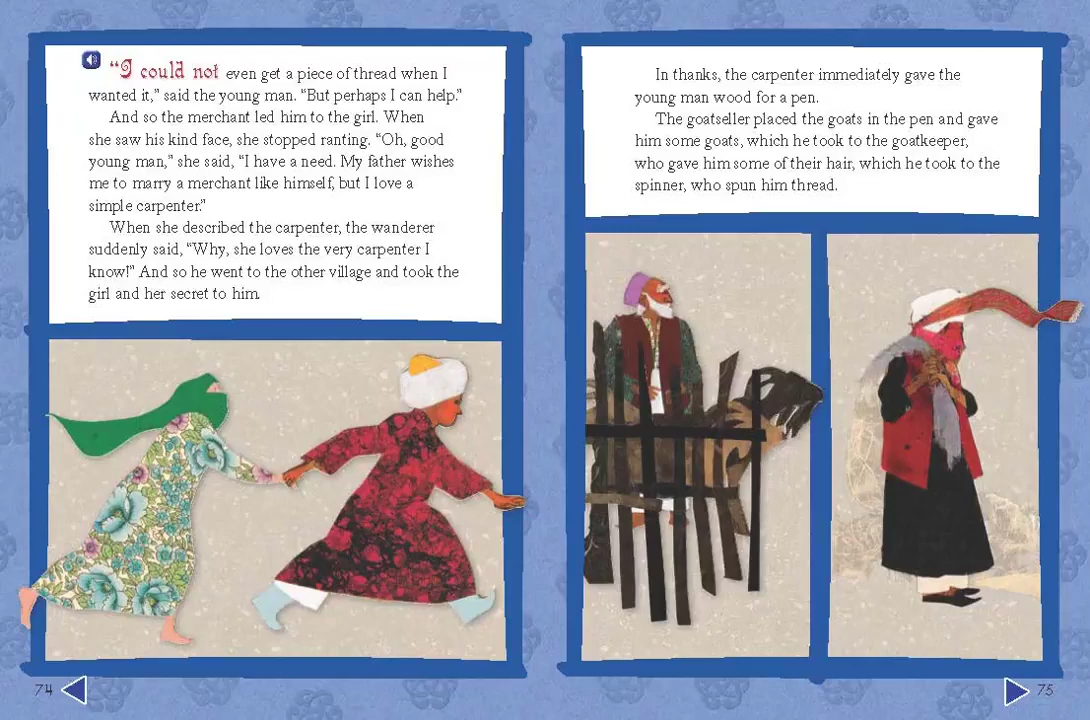 “I could not even get a piece of thread when I
wanted it,” said the young man. “But perhaps I can help.”
And so the merchant led him to the girl. When
she saw his kind face, she stopped ranting. “Oh, good
young man,” she said, “I have a need. My father wishes
me to marry a merchant like himself, but I love a
simple carpenter.”
When she described the carpenter, the wanderer
suddenly said, “Why, she loves the very carpenter I
know!” And so he went to the other village and took the
girl and her secret to him.
74
In thanks, the carpenter immediately gave the
young man wood for a pen.
The goatseller placed the goats in the pen and gave
him some goats, which he took to the goatkeeper,
who gave him some of their hair, which he took to the
spinner, who spun him thread.
75